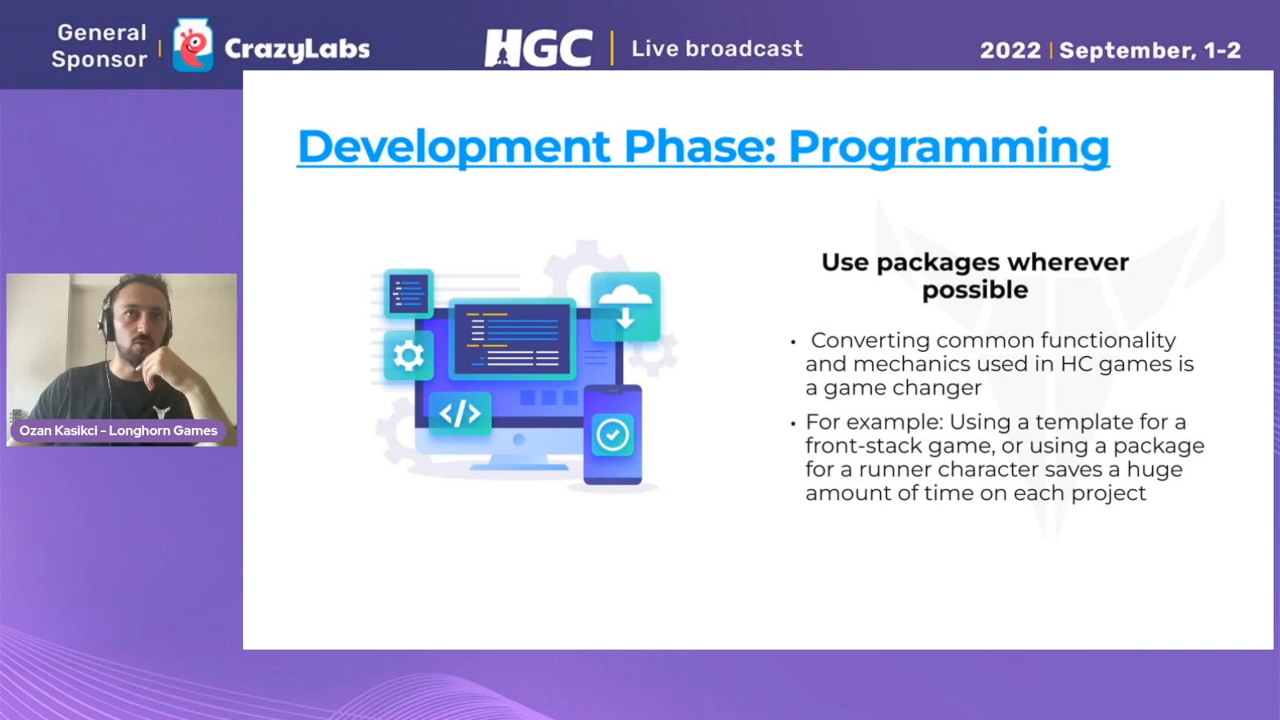 General
Sponsor
CrazyLabs
HGC
Live broadcast
2022 | September, 1-2
Development Phase: Programming
Use packages wherever
possible
• Converting common functionality
and mechanics used in HC games is
a game changer
• For example: Using a template for a
front-stack game, or using a package
for a runner character saves a huge
amount of time on each project
</>
Ozan Kasikci - Longhorn Games